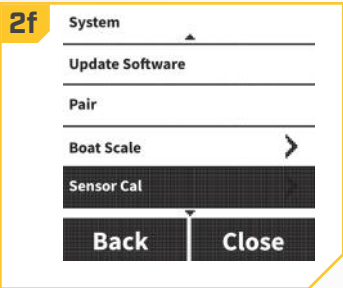 2f
System
Update Software
Pair
Boat Scale
Sensor Cal
Back Close